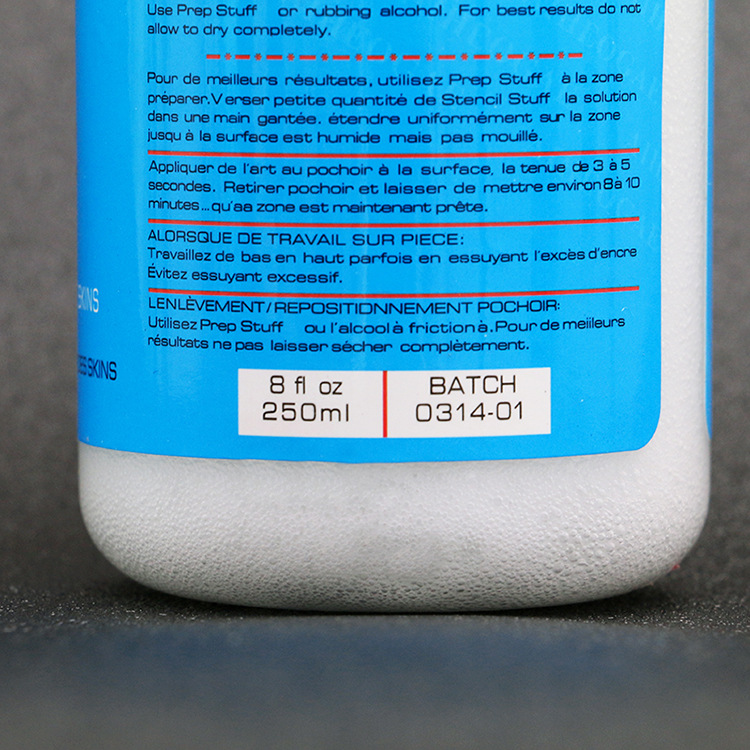 Use Prep Stuff or rubbing alcohol. For best results do not
allow to dry completely.
Pour de meilleurs résultats, utilisez Prep Stuff à la zone
préparer. Verser petite quantité de Stencil Stuff la solution
dans une main gantée. étendre uniformément sur la zone
jusqu à la surface est humide mais pas mouillé.
Appliquer de l'art au pochoir à la surface, la tenue de 3 à 5
secondes. Retirer pochoir et laisser de mettre environ 8 à 10
minutes...qu'aa zone est maintenant prête.
ALORSQUE DE TRAVAIL SUR PIECE:
Travaillez de bas en haut parfois en essuyant l'excès d'encre
Évitez essuyant excessif.
LENLÈVEMENT/REPOSITIONNEMENT POCHOIR:
Utilisez Prep Stuff ou l'alcool à friction à. Pour de meiileurs
résultats ne pas laisser sécher complètement.
SKINS
SKINS
8 fl oz
250ml
BATCH
0314-01